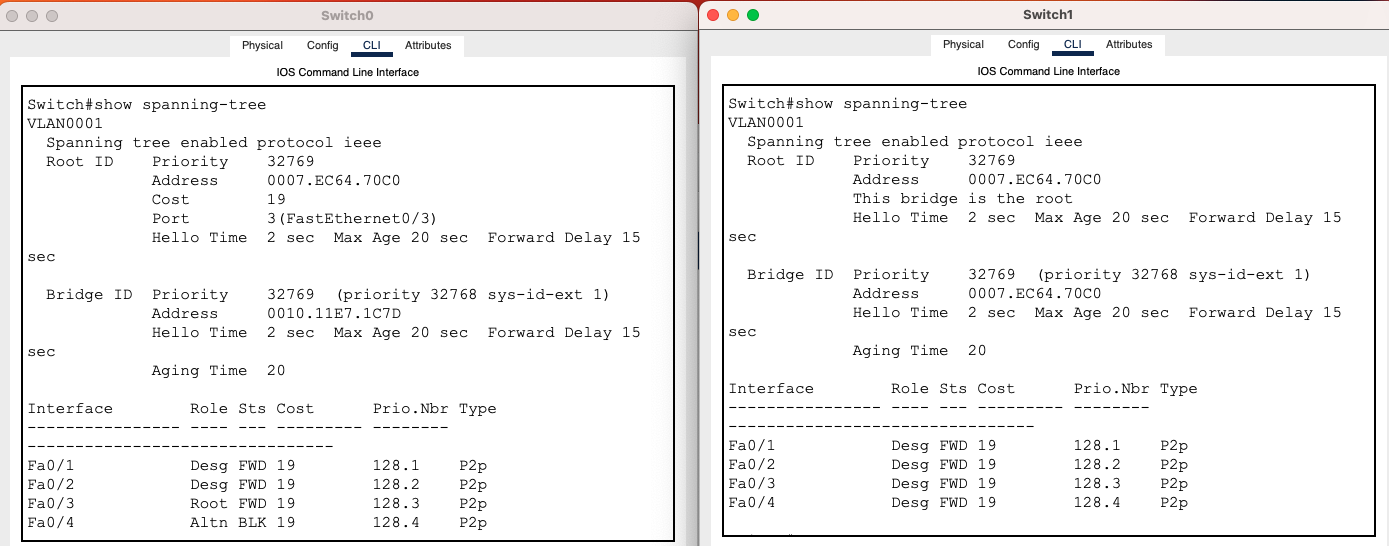 Switch0
Physical Config CLI Attributes
IOS Command Line Interface
Switch#show spanning-tree
VLAN0001
  Spanning tree enabled protocol ieee
  Root ID    Priority    32769
             Address     0007.EC64.70C0
             Cost        19
             Port        3(FastEthernet0/3)
             Hello Time  2 sec  Max Age 20 sec  Forward Delay 15
sec

  Bridge ID  Priority    32769  (priority 32768 sys-id-ext 1)
             Address     0010.11E7.1C7D
             Hello Time  2 sec  Max Age 20 sec  Forward Delay 15
sec
             Aging Time  20

Interface        Role Sts Cost      Prio.Nbr Type
---------------- ---- --- --------- --------
--------------------------------
Fa0/1            Desg FWD 19        128.1    P2p
Fa0/2            Desg FWD 19        128.2    P2p
Fa0/3            Root FWD 19        128.3    P2p
Fa0/4            Altn BLK 19        128.4    P2p
Switch1
Physical Config CLI Attributes
IOS Command Line Interface
Switch#show spanning-tree
VLAN0001
  Spanning tree enabled protocol ieee
  Root ID    Priority    32769
             Address     0007.EC64.70C0
             This bridge is the root
             Hello Time  2 sec  Max Age 20 sec  Forward Delay 15
sec

  Bridge ID  Priority    32769  (priority 32768 sys-id-ext 1)
             Address     0007.EC64.70C0
             Hello Time  2 sec  Max Age 20 sec  Forward Delay 15
sec
             Aging Time  20

Interface        Role Sts Cost      Prio.Nbr
---------------- ---- --- --------- --------
--------------------------------
Fa0/1            Desg FWD 19        128.1    P2p
Fa0/2            Desg FWD 19        128.2    P2p
Fa0/3            Desg FWD 19        128.3    P2p
Fa0/4            Desg FWD 19        128.4    P2p